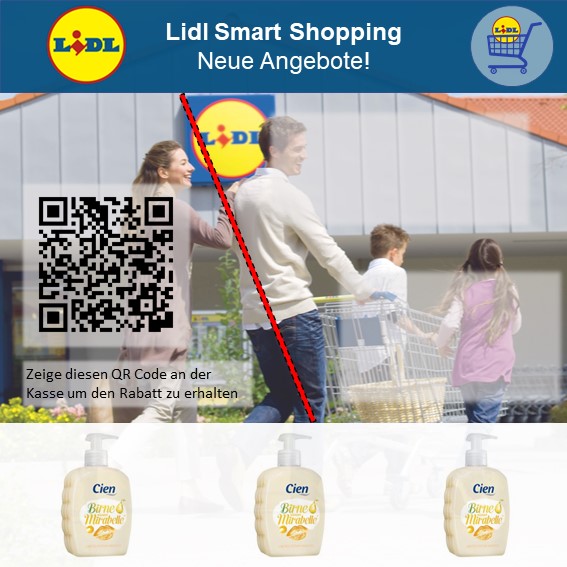 LIDL
Lidl Smart Shopping
Neue Angebote!
LIDL
LIDL
Zeige diesen QR Code an der
Kasse um den Rabatt zu erhalten
Cien
Birne
Mirabelle
Cien
Birne
Mirabelle
Cien
Birne
Mirabelle